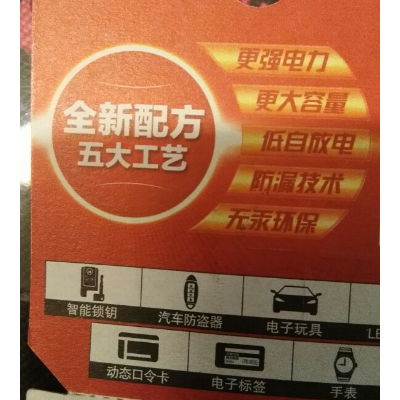 全新配方
五大工艺
更强电力
更大容量
低自放电
防漏技术
无汞环保
智能锁钥
汽车防盗器
电子玩具
LE
动态口令卡
电子标签
手表